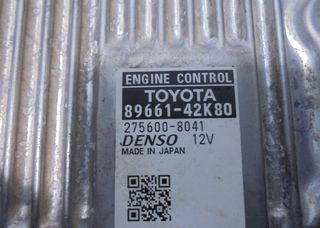 ENGINE CONTROL
TOYOTA
89661-42K80
275600-8041
DENSO 12V
MADE IN JAPAN